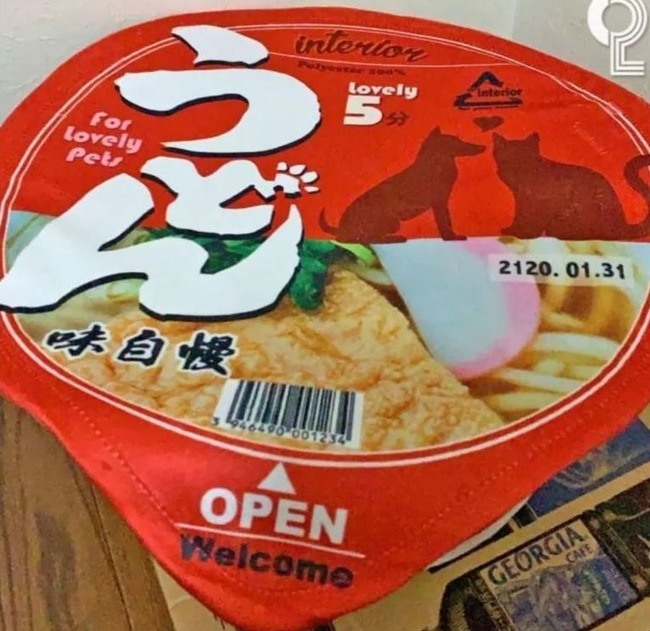 interior
Polyester 100%
Lovely
5分
interior
For
Lovely
Pets
うどん
2120.01.31
味自慢
3 946490 001234
OPEN
Welcome
GEORGIA
CAFE